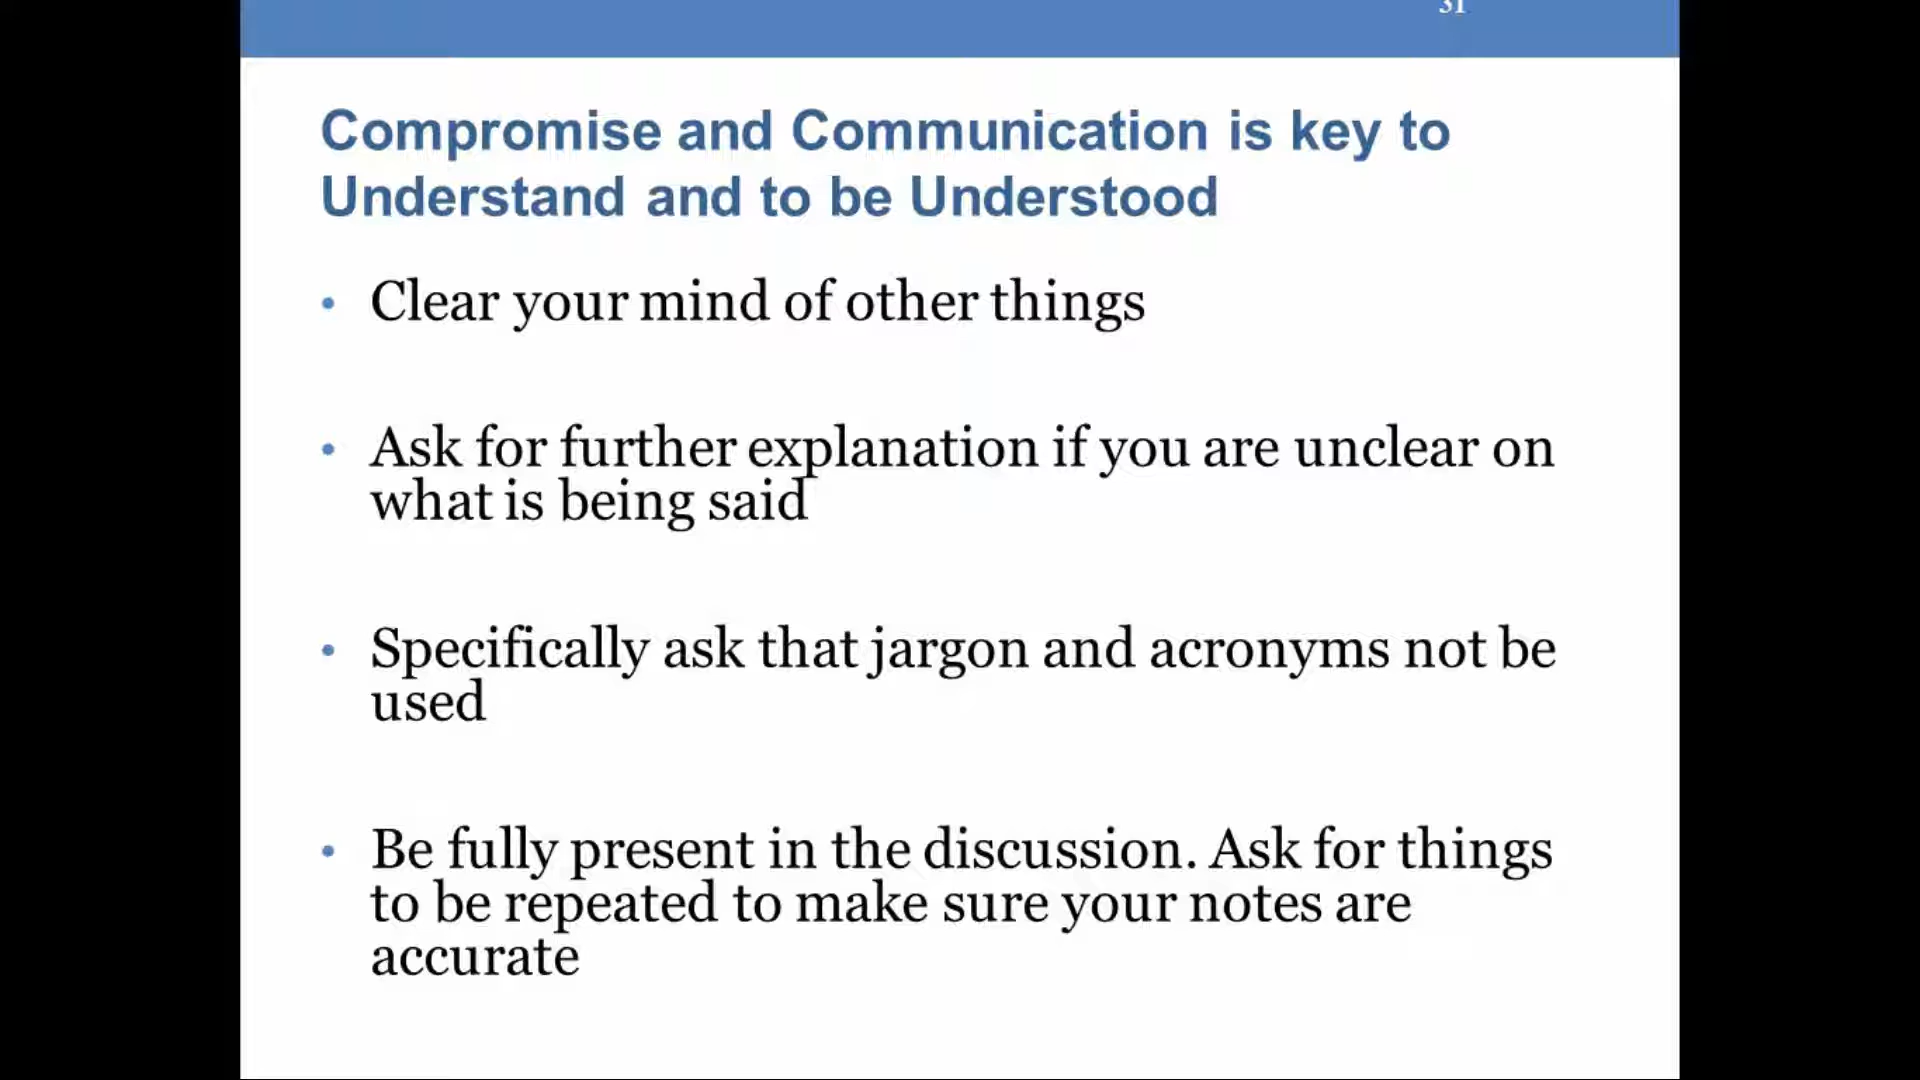 31
Compromise and Communication is key to
Understand and to be Understood
• Clear your mind of other things
• Ask for further explanation if you are unclear on
what is being said
• Specifically ask that jargon and acronyms not be
used
• Be fully present in the discussion. Ask for things
to be repeated to make sure your notes are
accurate